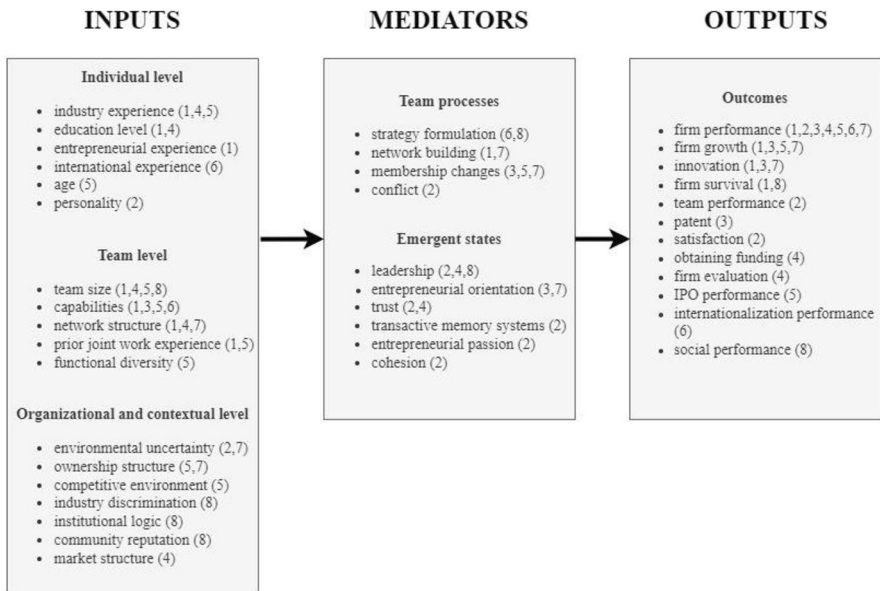 INPUTS
Individual level
• industry experience (1,4,5)
• education level (1,4)
• entrepreneurial experience (1)
• international experience (6)
• age (5)
• personality (2)
Team level
• team size (1,4,5,8)
• capabilities (1,3,5,6)
• network structure (1,4,7)
• prior joint work experience (1,5)
• functional diversity (5)
Organizational and contextual level
• environmental uncertainty (2,7)
• ownership structure (5,7)
• competitive environment (5)
• industry discrimination (8)
• institutional logic (8)
• community reputation (8)
• market structure (4)
MEDIATORS
Team processes
• strategy formulation (6,8)
• network building (1,7)
• membership changes (3,5,7)
• conflict (2)
Emergent states
• leadership (2,4,8)
• entrepreneurial orientation (3,7)
• trust (2,4)
• transactive memory systems (2)
• entrepreneurial passion (2)
• cohesion (2)
OUTPUTS
Outcomes
• firm performance (1,2,3,4,5,6,7)
• firm growth (1,3,5,7)
• innovation (1,3,7)
• firm survival (1,8)
• team performance (2)
• patent (3)
• satisfaction (2)
• obtaining funding (4)
• firm evaluation (4)
• IPO performance (5)
• internationalization performance
(6)
• social performance (8)